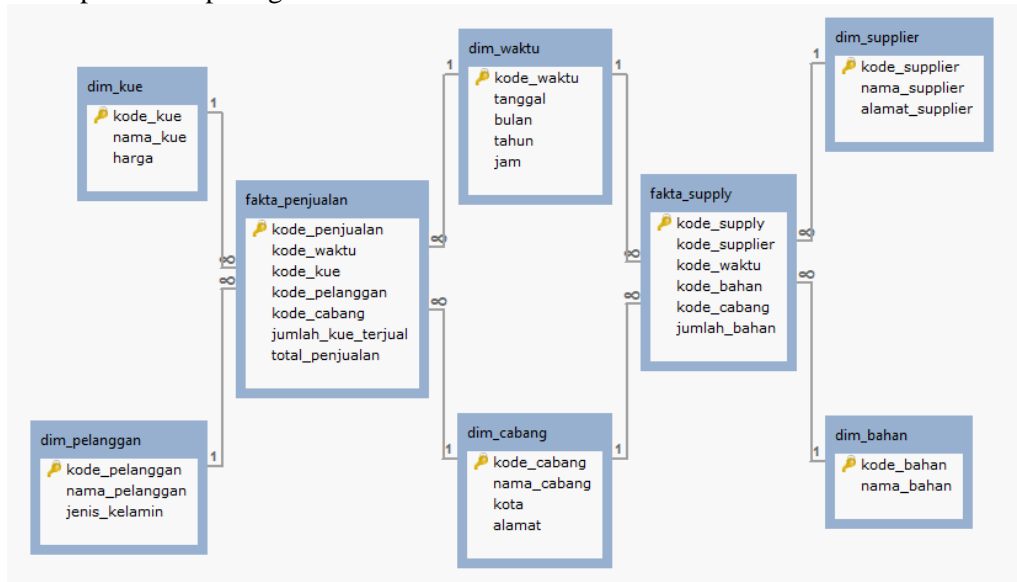 dim_kue
kode_kue
nama_kue
harga
dim_pelanggan
kode_pelanggan
nama_pelanggan
jenis_kelamin
fakta_penjualan
kode_penjualan
kode_waktu
kode_kue
kode_pelanggan
kode_cabang
jumlah_kue_terjual
total_penjualan
dim_waktu
kode_waktu
tanggal
bulan
tahun
jam
dim_cabang
kode_cabang
nama_cabang
kota
alamat
fakta_supply
kode_supply
kode_supplier
kode_waktu
kode_bahan
kode_cabang
jumlah_bahan
dim_supplier
kode_supplier
nama_supplier
alamat_supplier
dim_bahan
kode_bahan
nama_bahan
1
∞
1
∞
1
∞
1
∞
1
∞
1
∞
1
∞
1
∞